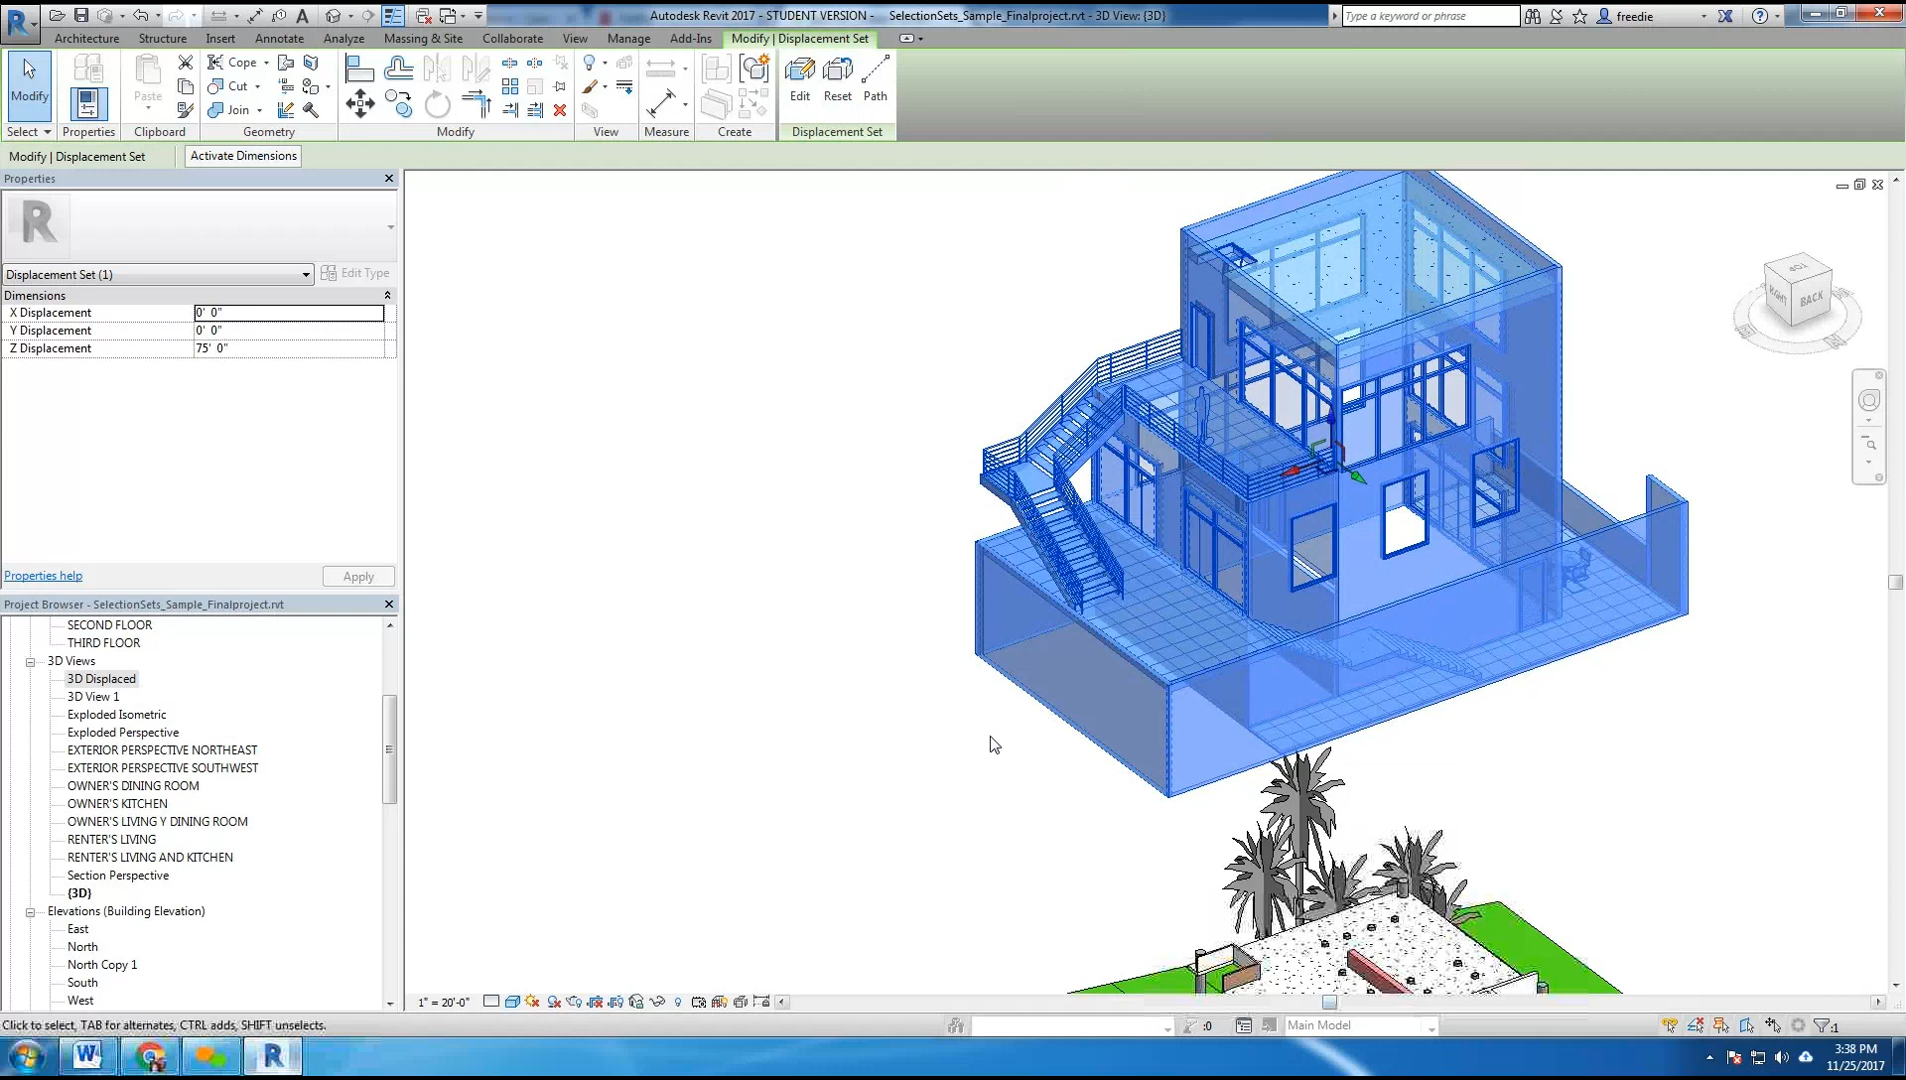 Autodesk Revit 2017 - STUDENT VERSION - SelectionSets_Sample_Finalproject.rvt - 3D View: {3D}
Type a keyword or phrase
freedie
Architecture Structure Insert Annotate Analyze Massing & Site Collaborate View Manage Add-Ins Modify | Displacement Set
Modify Paste Cope Cut Join Edit Reset Path
Select Properties Clipboard Geometry Modify View Measure Create Displacement Set
Modify | Displacement Set Activate Dimensions
Properties
R
Displacement Set (1) Edit Type
Dimensions
X Displacement 0' 0"
Y Displacement 0' 0"
Z Displacement 75' 0"
Properties help Apply
TOP
RIGHT BACK
Project Browser - SelectionSets_Sample_Finalproject.rvt
SECOND FLOOR
THIRD FLOOR
3D Views
3D Displaced
3D View 1
Exploded Isometric
Exploded Perspective
EXTERIOR PERSPECTIVE NORTHEAST
EXTERIOR PERSPECTIVE SOUTHWEST
OWNER'S DINING ROOM
OWNER'S KITCHEN
OWNER'S LIVING Y DINING ROOM
RENTER'S LIVING
RENTER'S LIVING AND KITCHEN
Section Perspective
{3D}
Elevations (Building Elevation)
East
North
North Copy 1
South
West
1" = 20'-0"
Click to select, TAB for alternates, CTRL adds, SHIFT unselects.
:0
Main Model
:1
3:38 PM
11/25/2017